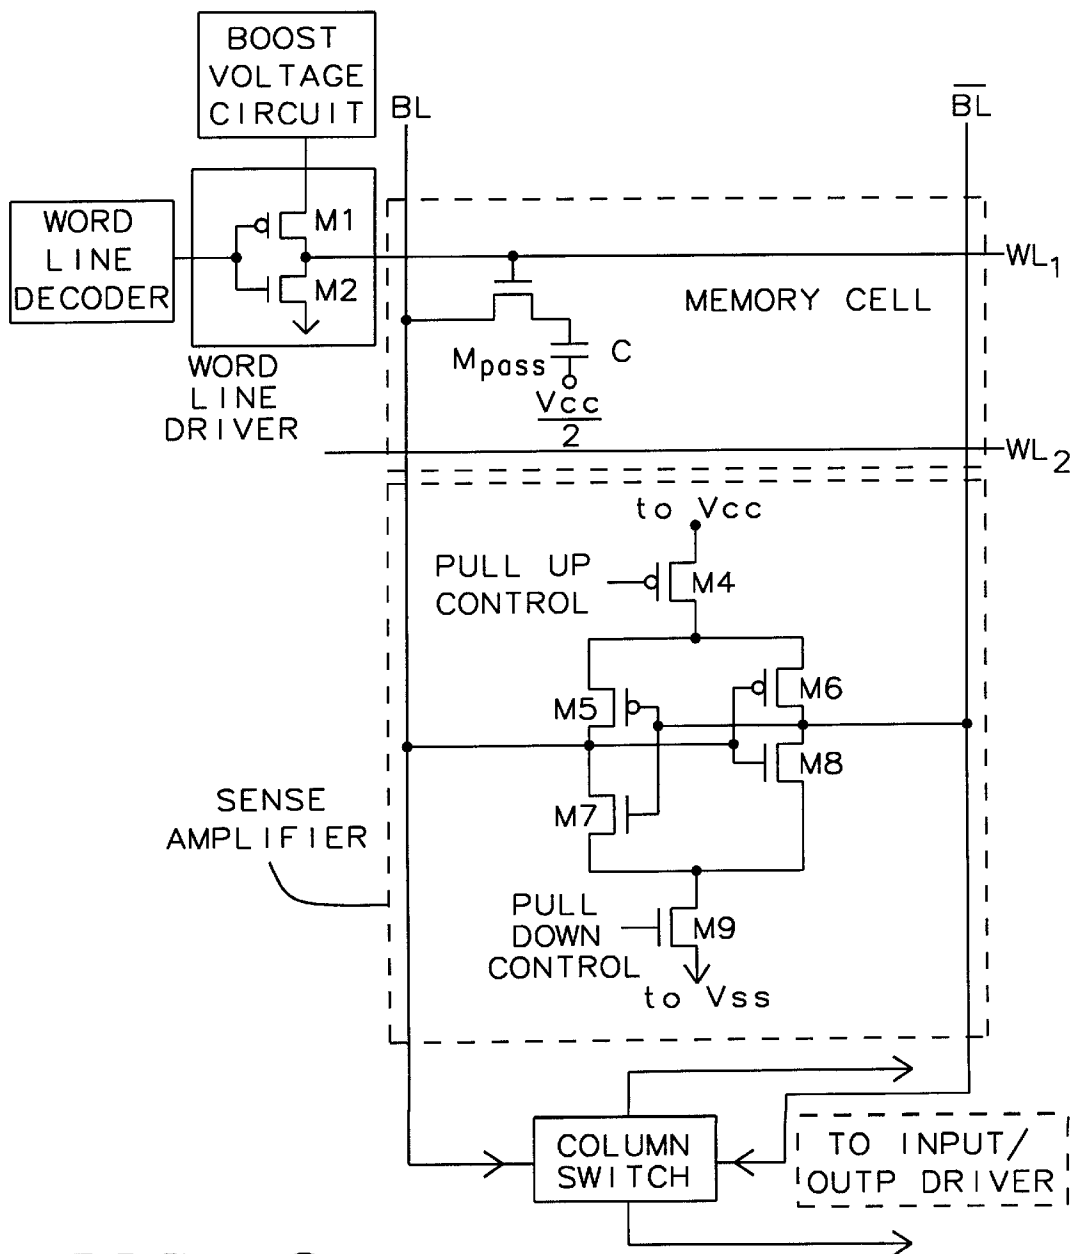 BOOST
VOLTAGE
CIRCUIT
BL
BL
WORD
LINE
DECODER
M1
M2
WL1
MEMORY CELL
Mpass
C
Vcc
2
WORD
LINE
DRIVER
WL2
to Vcc
PULL UP
CONTROL
M4
M5
M6
M7
M8
SENSE
AMPLIFIER
PULL
DOWN
CONTROL
M9
to Vss
COLUMN
SWITCH
TO INPUT/
OUTP DRIVER